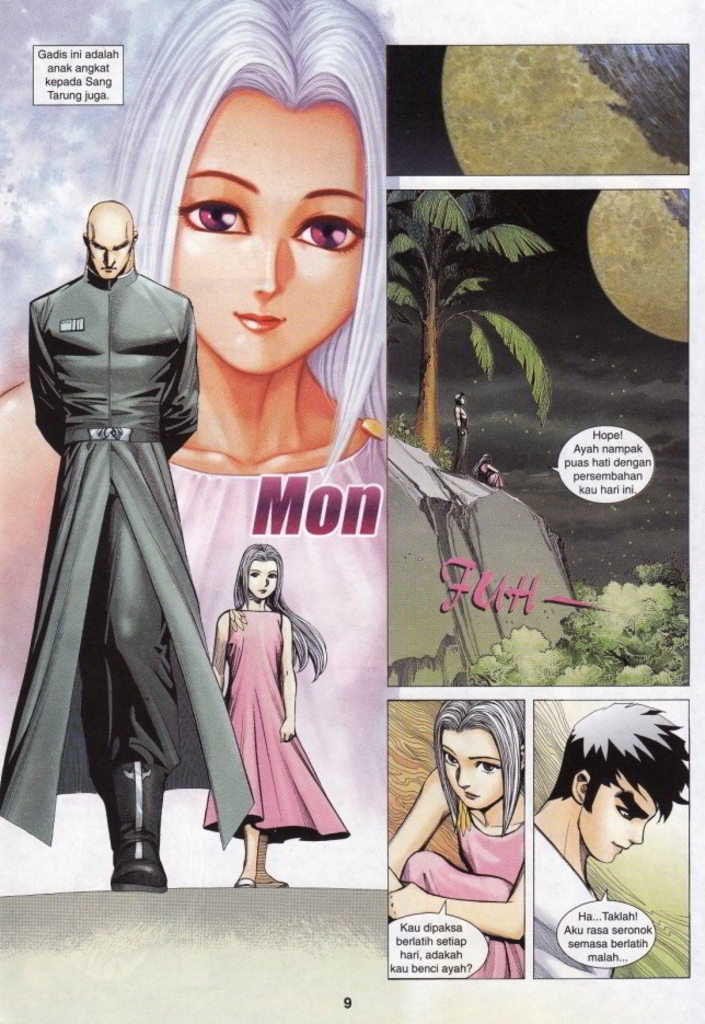 Gadis ini adalah
anak angkat
kepada Sang
Tarung juga.
Mon
Hope!
Ayah nampak
puas hati dengan
persembahan
kau hari ini.
FUH
Kau dipaksa
berlatih setiap
hari, adakah
kau benci ayah?
Ha...Taklah!
Aku rasa seronok
semasa berlatih
malah...
9